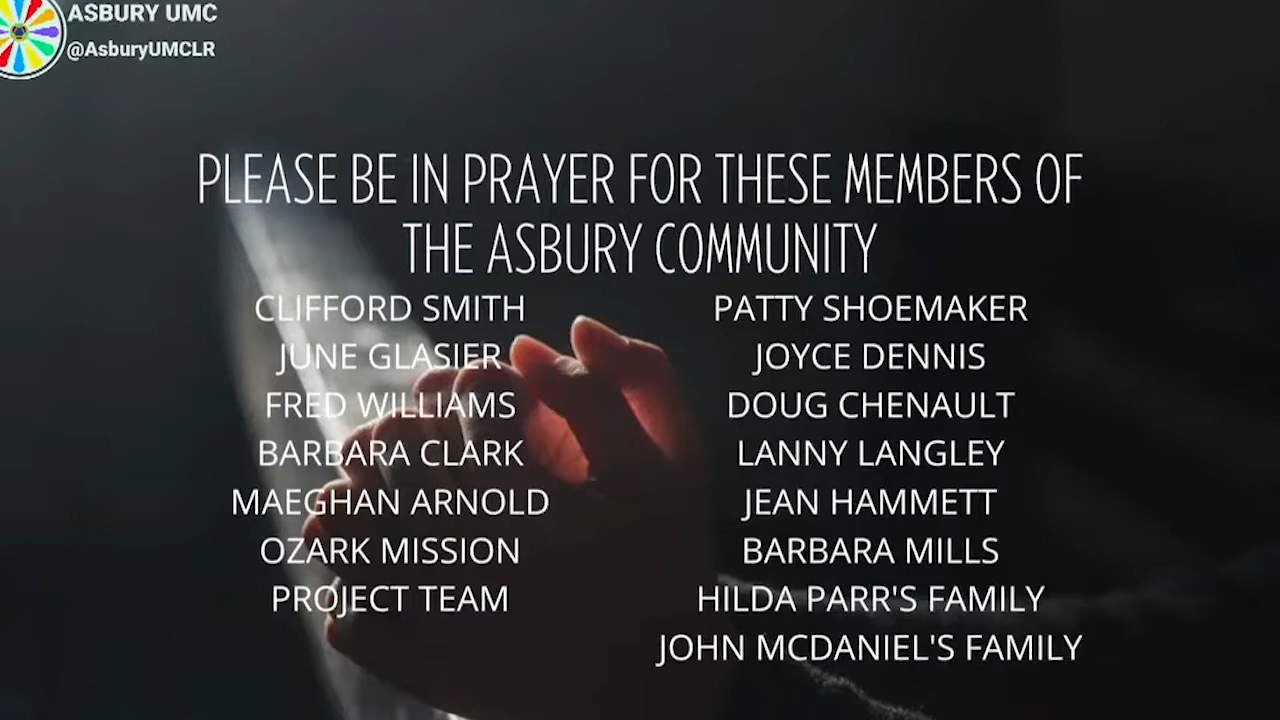 ASBURY UMC
@AsburyUMCLR
PLEASE BE IN PRAYER FOR THESE MEMBERS OF
THE ASBURY COMMUNITY
CLIFFORD SMITH
JUNE GLASIER
FRED WILLIAMS
BARBARA CLARK
MAEGHAN ARNOLD
OZARK MISSION
PROJECT TEAM
PATTY SHOEMAKER
JOYCE DENNIS
DOUG CHENAULT
LANNY LANGLEY
JEAN HAMMETT
BARBARA MILLS
HILDA PARR'S FAMILY
JOHN MCDANIEL'S FAMILY